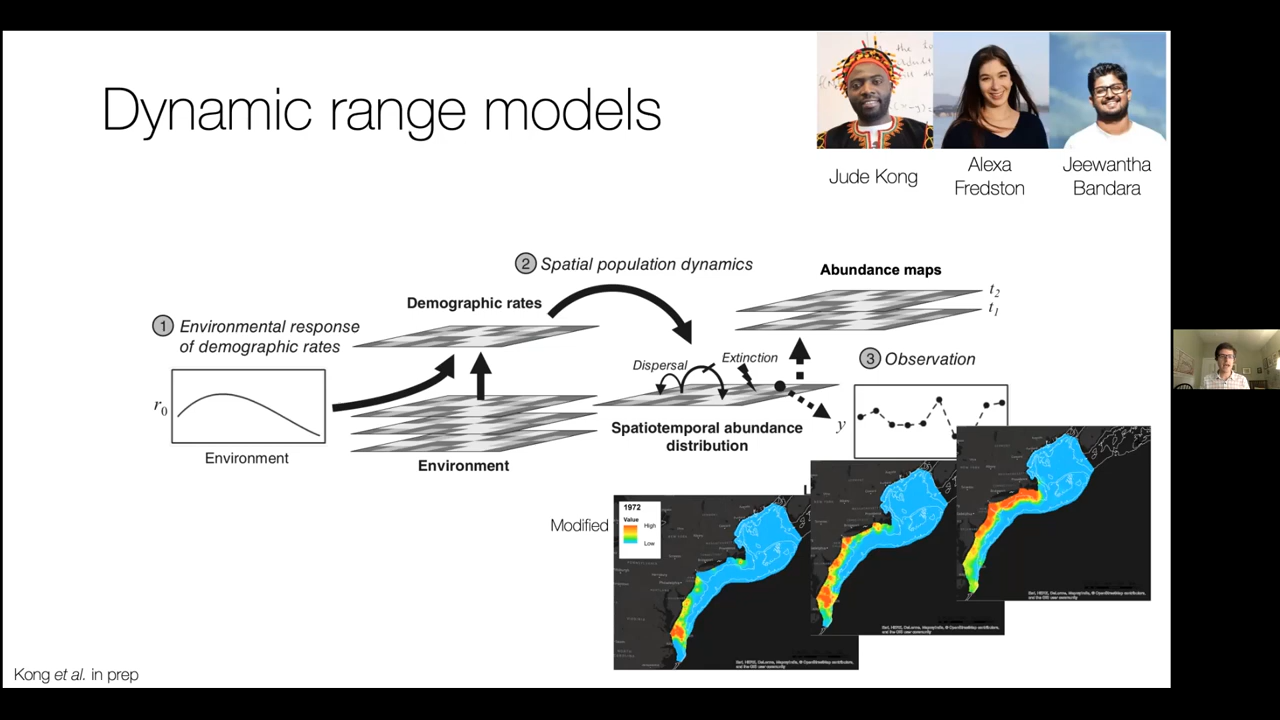 Dynamic range models
Jude Kong
Alexa
Fredston
Jeewantha
Bandara
2 Spatial population dynamics
Abundance maps
t2
t1
Demographic rates
1 Environmental response
of demographic rates
r0
Environment
Environment
Dispersal
Extinction
Spatiotemporal abundance
distribution
3 Observation
y
Modified
1972
Value
High
Low
Kong et al. in prep